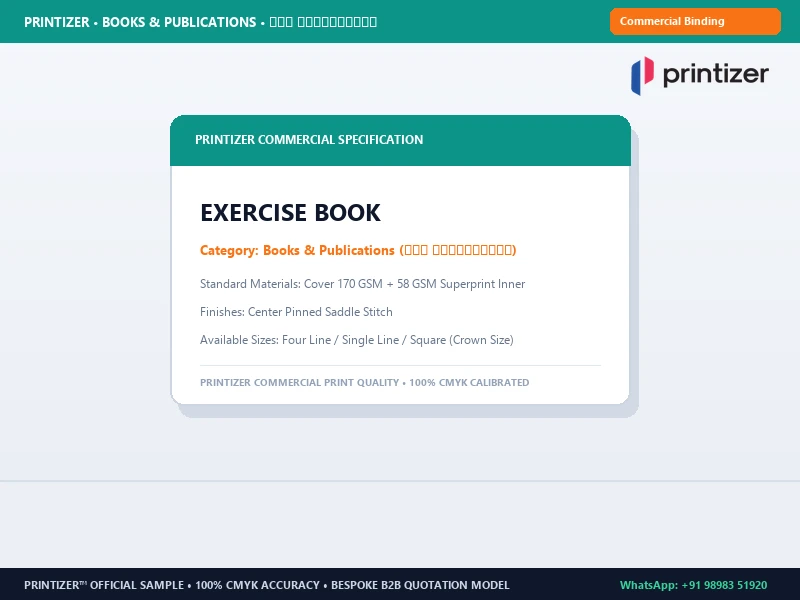 PRINTIZER • BOOKS & PUBLICATIONS •
Commercial Binding
printizer
PRINTIZER COMMERCIAL SPECIFICATION
EXERCISE BOOK
Category: Books & Publications (
Standard Materials: Cover 170 GSM + 58 GSM Superprint Inner
Finishes: Center Pinned Saddle Stitch
Available Sizes: Four Line / Single Line / Square (Crown Size)
PRINTIZER COMMERCIAL PRINT QUALITY • 100% CMYK CALIBRATED
PRINTIZER™ OFFICIAL SAMPLE • 100% CMYK ACCURACY • BESPOKE B2B QUOTATION MODEL
WhatsApp: +91 98983 51920